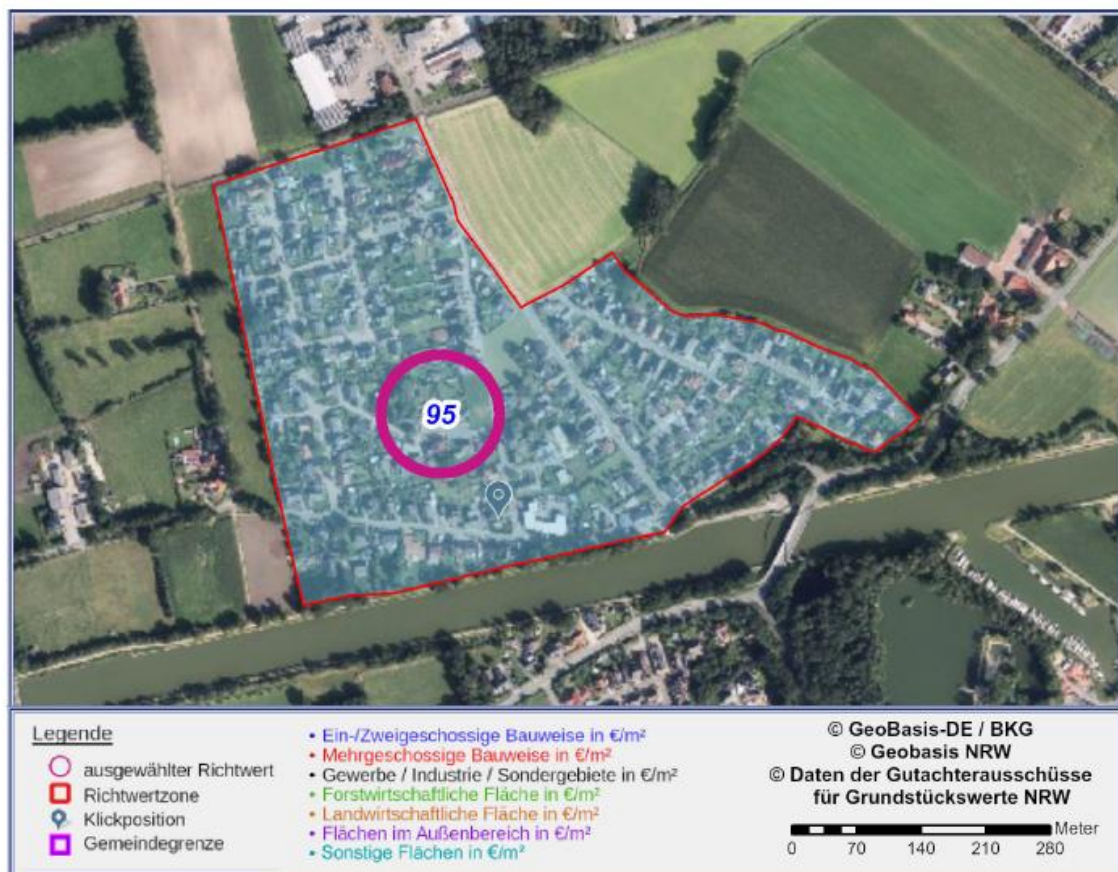 95
Legende
ausgewählter Richtwert
Richtwertzone
Klickposition
Gemeindegrenze
• Ein-/Zweigeschossige Bauweise in €/m²
• Mehrgeschossige Bauweise in €/m²
• Gewerbe / Industrie / Sondergebiete in €/m²
• Forstwirtschaftliche Fläche in €/m²
• Landwirtschaftliche Fläche in €/m²
• Flächen im Außenbereich in €/m²
• Sonstige Flächen in €/m²
© GeoBasis-DE / BKG
© Geobasis NRW
© Daten der Gutachterausschüsse
für Grundstückswerte NRW
Meter
0 70 140 210 280